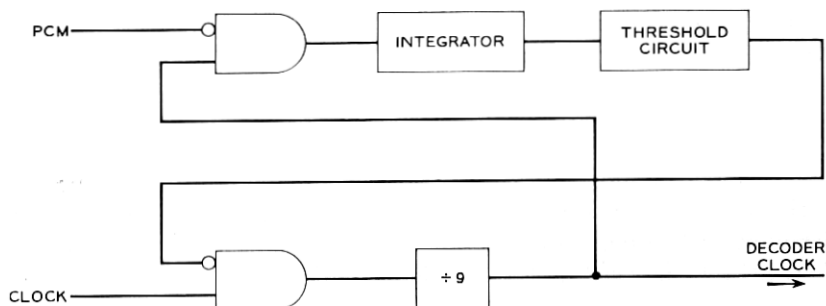 PCM
INTEGRATOR
THRESHOLD
CIRCUIT
CLOCK
÷9
DECODER
CLOCK